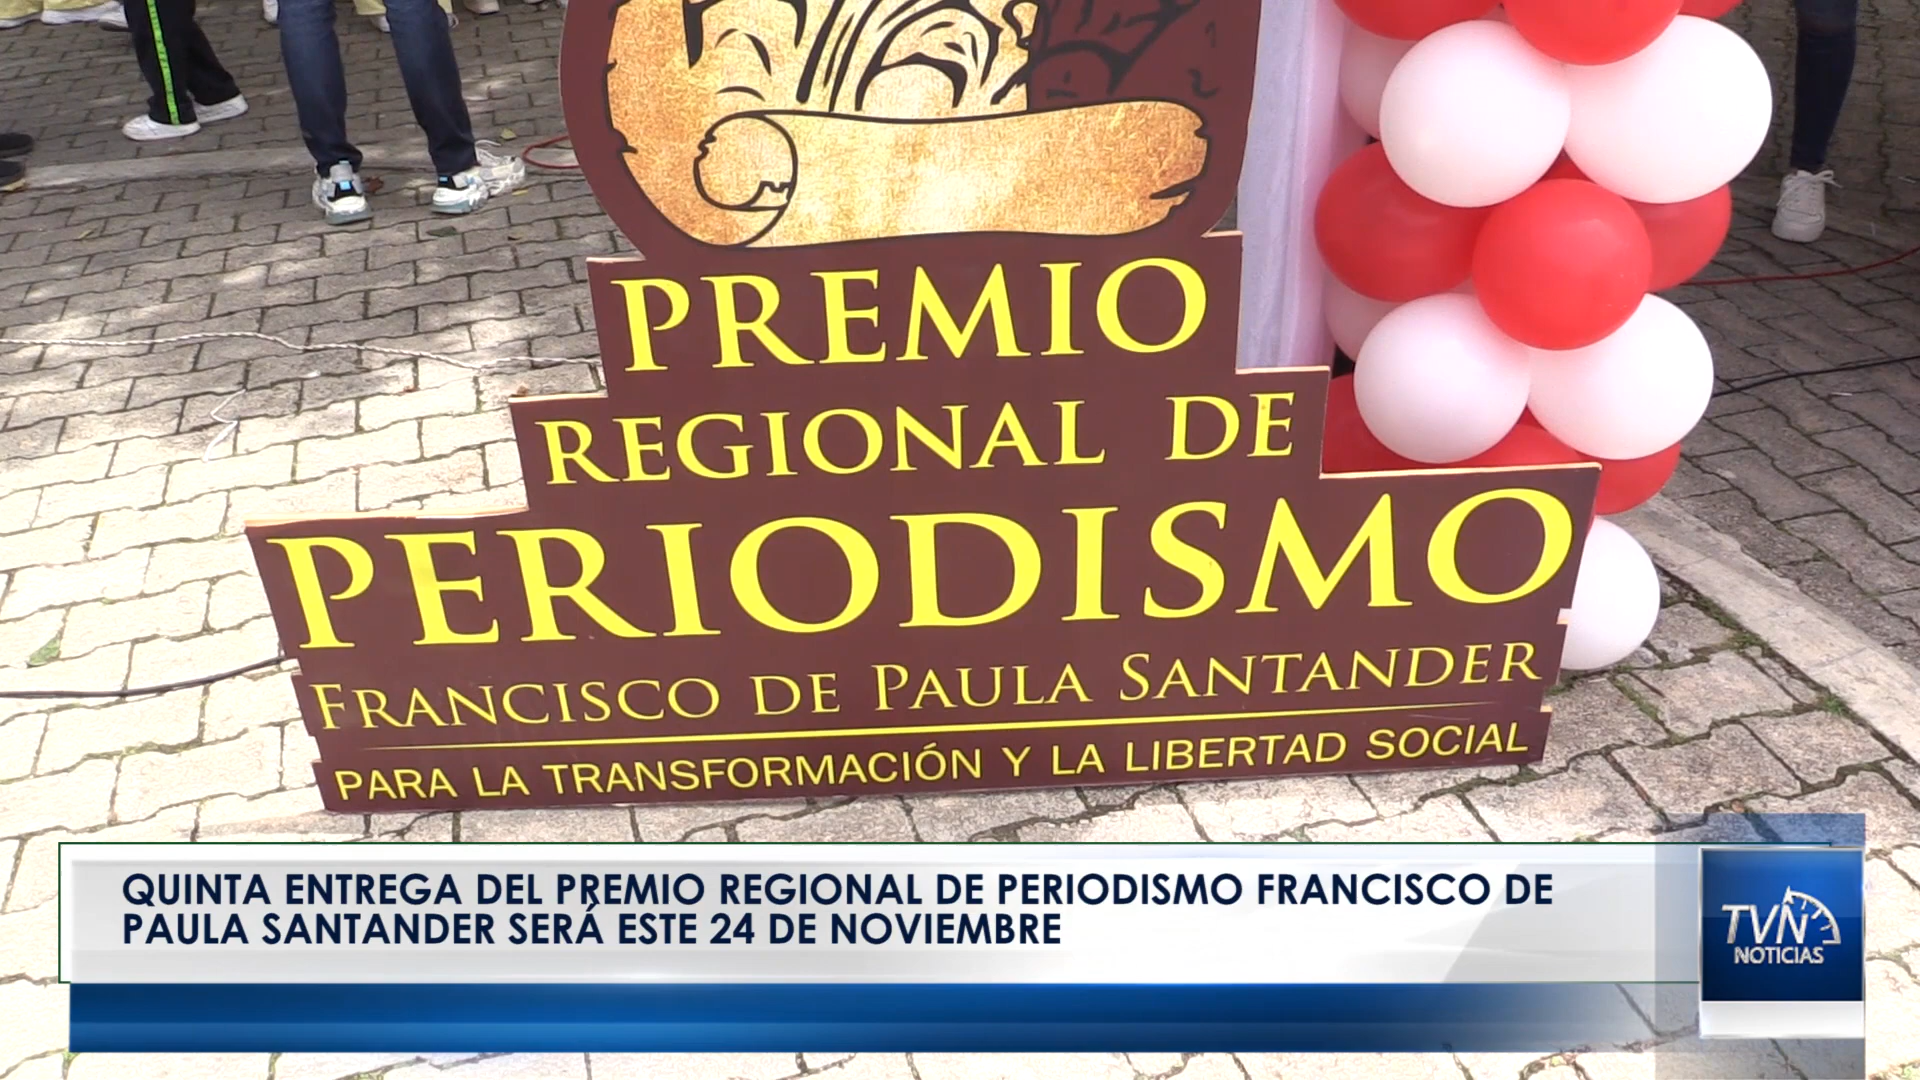 PREMIO
REGIONAL DE
PERIODISMO
FRANCISCO DE PAULA SANTANDER
PARA LA TRANSFORMACIÓN Y LA LIBERTAD SOCIAL
QUINTA ENTREGA DEL PREMIO REGIONAL DE PERIODISMO FRANCISCO DE
PAULA SANTANDER SERÁ ESTE 24 DE NOVIEMBRE
TVN
NOTICIAS